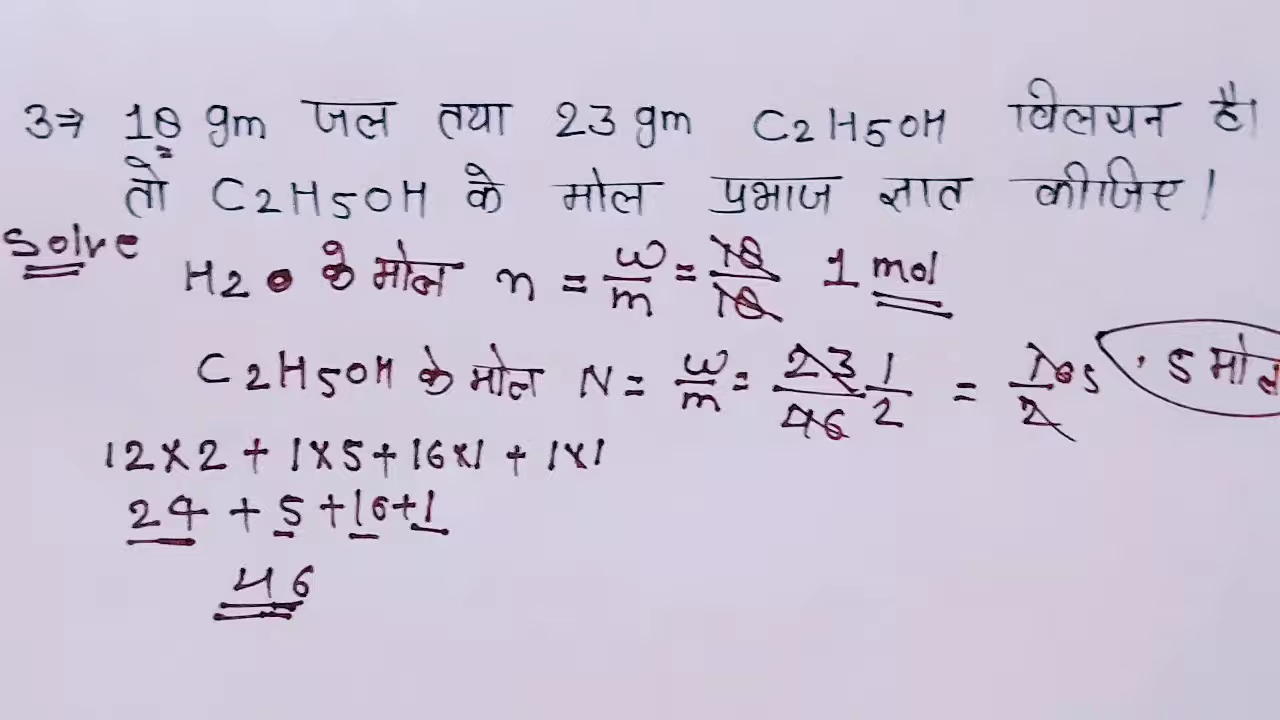 3⇒ 18 gm जल तथा 23 gm C2H5OH विलयन है।
तो C2H5OH के मोल प्रभाज ज्ञात कीजिए।
Solve
H2O के मोल n = w/m = 18/18 1 mol
C2H5OH के मोल N = w/m = 23/46 1/2 = 1/2 05 .5 मोल
12×2 + 1×5 + 16×1 + 1×1
24 + 5 + 16 + 1
46